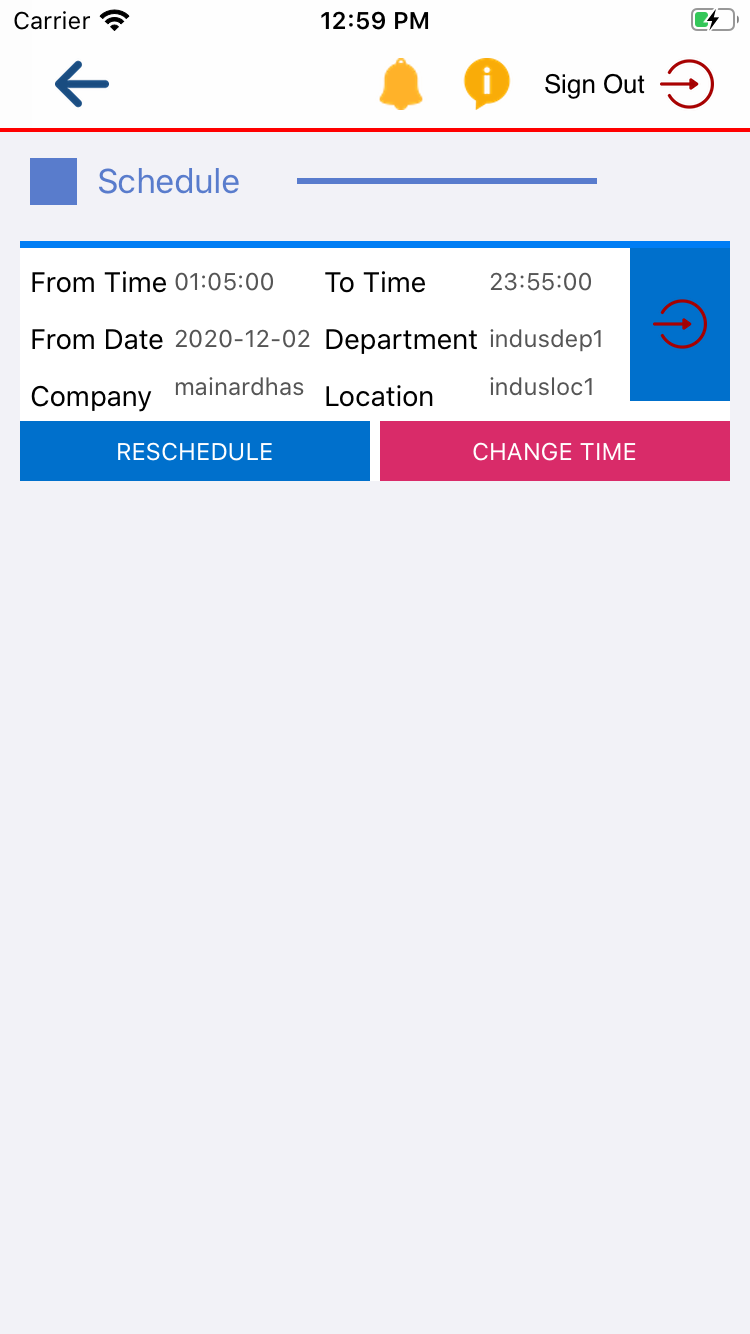 Carrier 12:59 PM
Sign Out
Schedule
From Time 01:05:00 To Time 23:55:00
From Date 2020-12-02 Department indusdep1
Company mainardhas Location indusloc1
RESCHEDULE CHANGE TIME